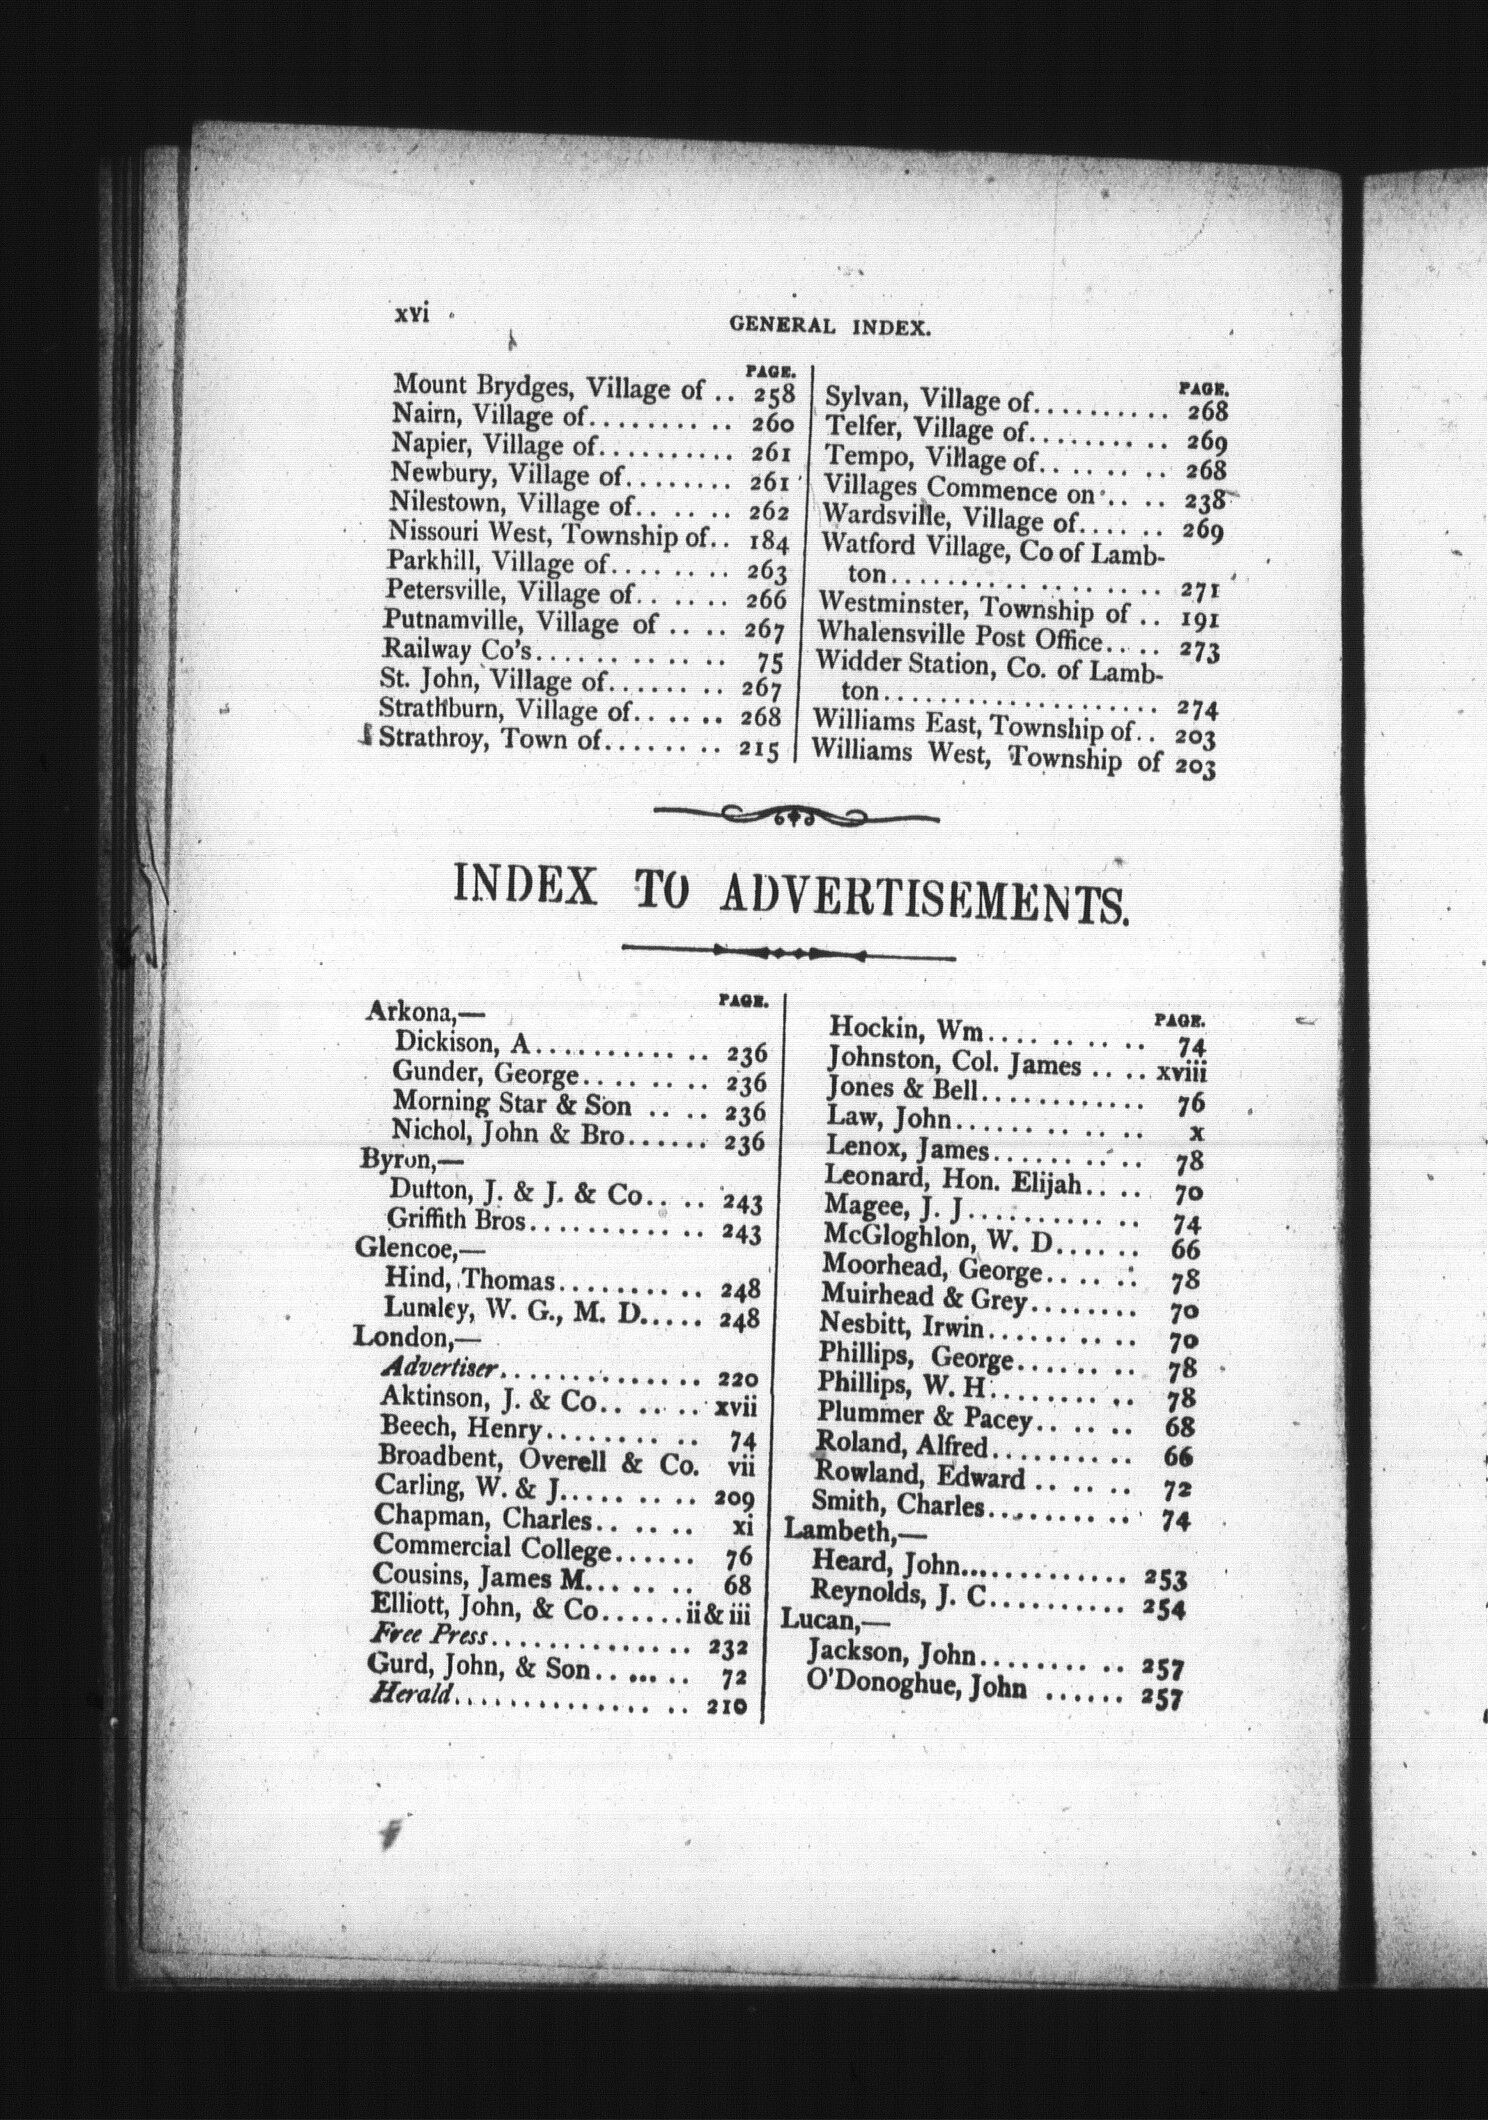 xvi
GENERAL INDEX.
PAGE.
Mount Brydges, Village of .. 258
Nairn, Village of.......... 260
Napier, Village of.......... 261
Newbury, Village of........ 261
Nilestown, Village of...... 262
Nissouri West, Township of.. 184
Parkhill, Village of........ 263
Petersville, Village of...... 266
Putnamville, Village of .... 267
Railway Co's............ 75
St. John, Village of........ 267
Strathburn, Village of...... 268
Strathroy, Town of........ 215
PAGE.
Sylvan, Village of.......... 268
Telfer, Village of.......... 269
Tempo, Village of........ 268
Villages Commence on .... 238
Wardsville, Village of...... 269
Watford Village, Co of Lamb-
ton.................. 271
Westminster, Township of .. 191
Whalensville Post Office.... 273
Widder Station, Co. of Lamb-
ton.................... 274
Williams East, Township of.. 203
Williams West, Township of 203
INDEX TO ADVERTISEMENTS.
PAGE.
Arkona,—
Dickison, A............ 236
Gunder, George........ 236
Morning Star & Son .... 236
Nichol, John & Bro...... 236
Byron,—
Dutton, J. & J. & Co.... 243
Griffith Bros............ 243
Glencoe,—
Hind, Thomas.......... 248
Lumley, W. G., M. D..... 248
London,—
Advertiser.............. 220
Aktinson, J. & Co...... xvii
Beech, Henry.......... 74
Broadbent, Overell & Co. vii
Carling, W. & J......... 209
Chapman, Charles...... xi
Commercial College...... 76
Cousins, James M....... 68
Elliott, John, & Co......ii & iii
Free Press.............. 232
Gurd, John, & Son....... 72
Herald................ 210
PAGE.
Hockin, Wm.......... 74
Johnston, Col. James .... xviii
Jones & Bell............ 76
Law, John............ x
Lenox, James.......... 78
Leonard, Hon. Elijah.... 70
Magee, J. J............ 74
McGloghlon, W. D...... 66
Moorhead, George...... 78
Muirhead & Grey........ 70
Nesbitt, Irwin.......... 70
Phillips, George........ 78
Phillips, W. H.......... 78
Plummer & Pacey...... 68
Roland, Alfred.......... 66
Rowland, Edward ...... 72
Smith, Charles.......... 74
Lambeth,—
Heard, John............. 253
Reynolds, J. C.......... 254
Lucan,—
Jackson, John.......... 257
O'Donoghue, John ...... 257